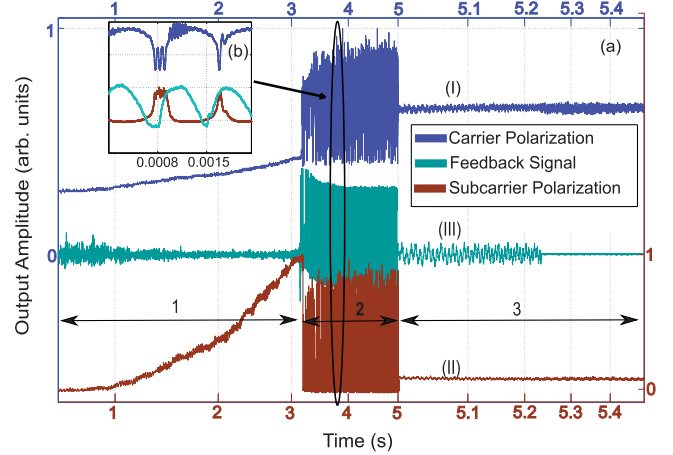 1 2 3 4 5 5.1 5.2 5.3 5.4
1
(b)
(a)
(I)
0.0008 0.0015
Carrier Polarization
Feedback Signal
Subcarrier Polarization
Output Amplitude (arb. units)
(III)
0
1
1 2 3
(II)
0
1 2 3 4 5 5.1 5.2 5.3 5.4
Time (s)